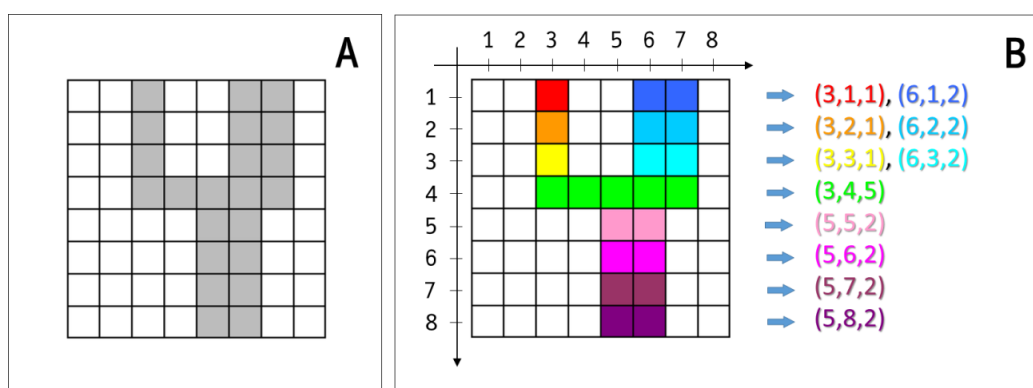 A
B
1 2 3 4 5 6 7 8
1 (3,1,1), (6,1,2)
2 (3,2,1), (6,2,2)
3 (3,3,1), (6,3,2)
4 (3,4,5)
5 (5,5,2)
6 (5,6,2)
7 (5,7,2)
8 (5,8,2)